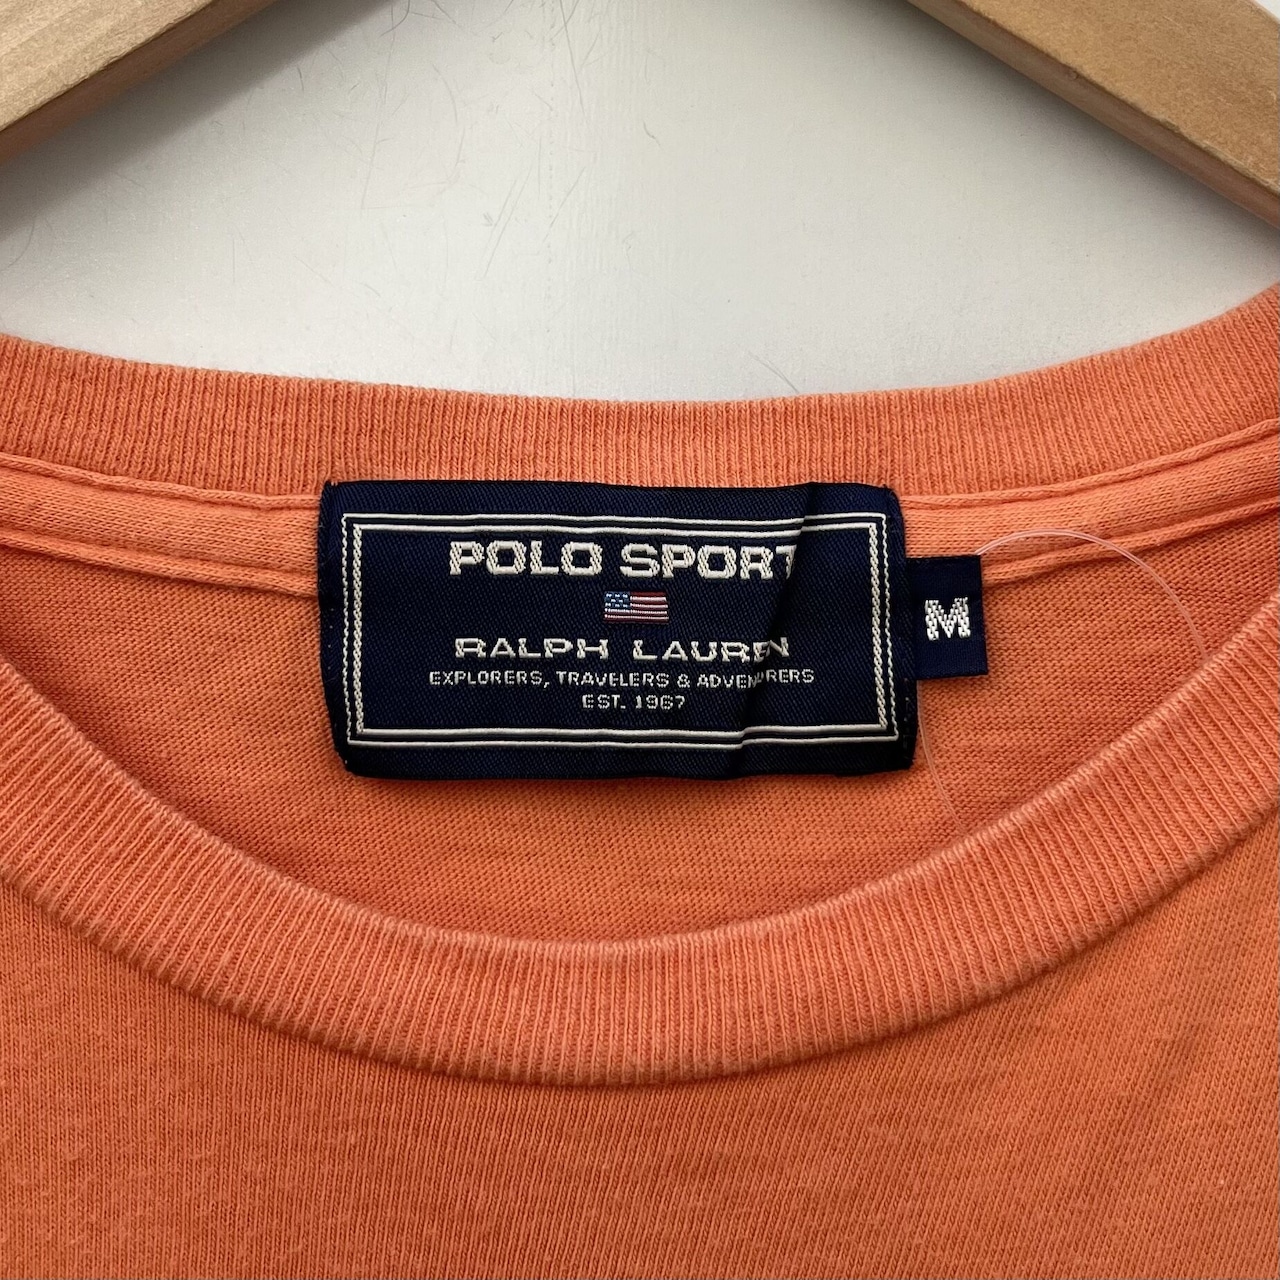 POLO SPORT
RALPH LAUREN
EXPLORERS, TRAVELERS & ADVENTURERS
EST. 1967
M